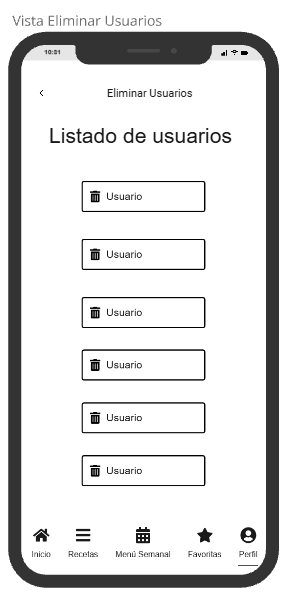 Vista Eliminar Usuarios
10:31
Eliminar Usuarios
Listado de usuarios
Usuario
Usuario
Usuario
Usuario
Usuario
Usuario
Inicio Recetas Menú Semanal Favoritas Perfil